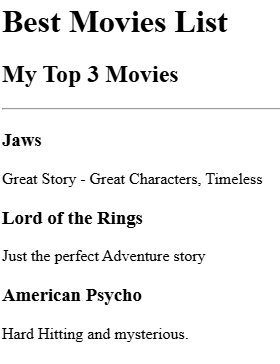 Best Movies List
My Top 3 Movies
Jaws
Great Story - Great Characters, Timeless
Lord of the Rings
Just the perfect Adventure story
American Psycho
Hard Hitting and mysterious.